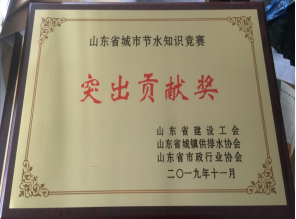 山东省城市节水知识竞赛
突出贡献奖
山东省建设工会
山东省城镇供排水协会
山东省市政行业协会
二〇一九年十一月